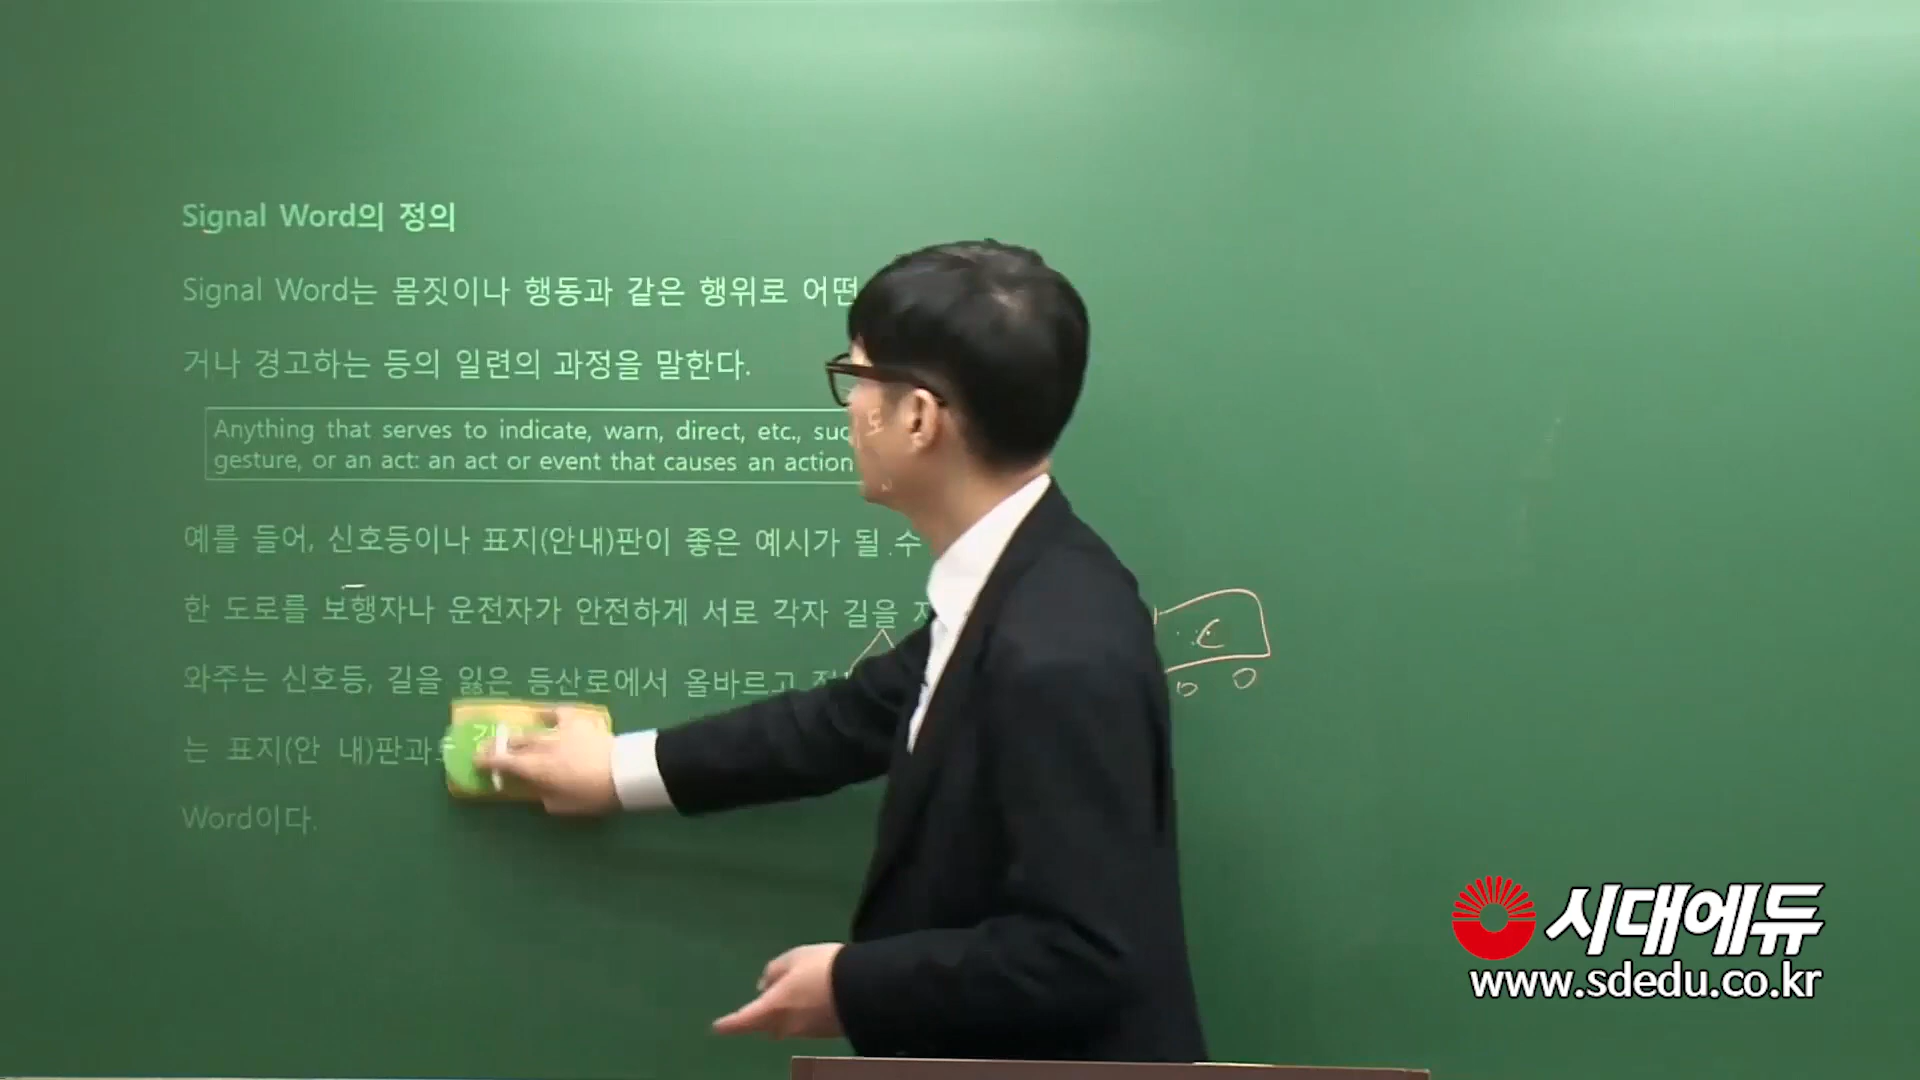 Signal Word의 정의
Signal Word는 몸짓이나 행동과 같은 행위로 어떤
거나 경고하는 등의 일련의 과정을 말한다.
Anything that serves to indicate, warn, direct, etc.,
gesture, or an act: an act or event that causes an action
예를 들어, 신호등이나 표지(안내)판이 좋은 예시가 될 수
한 도로를 보행자나 운전자가 안전하게 서로 각자 길을
와주는 신호등, 길을 잃은 등산로에서 올바르고
는 표지(안 내)판과
Word이다.
시대에듀
www.sdedu.co.kr